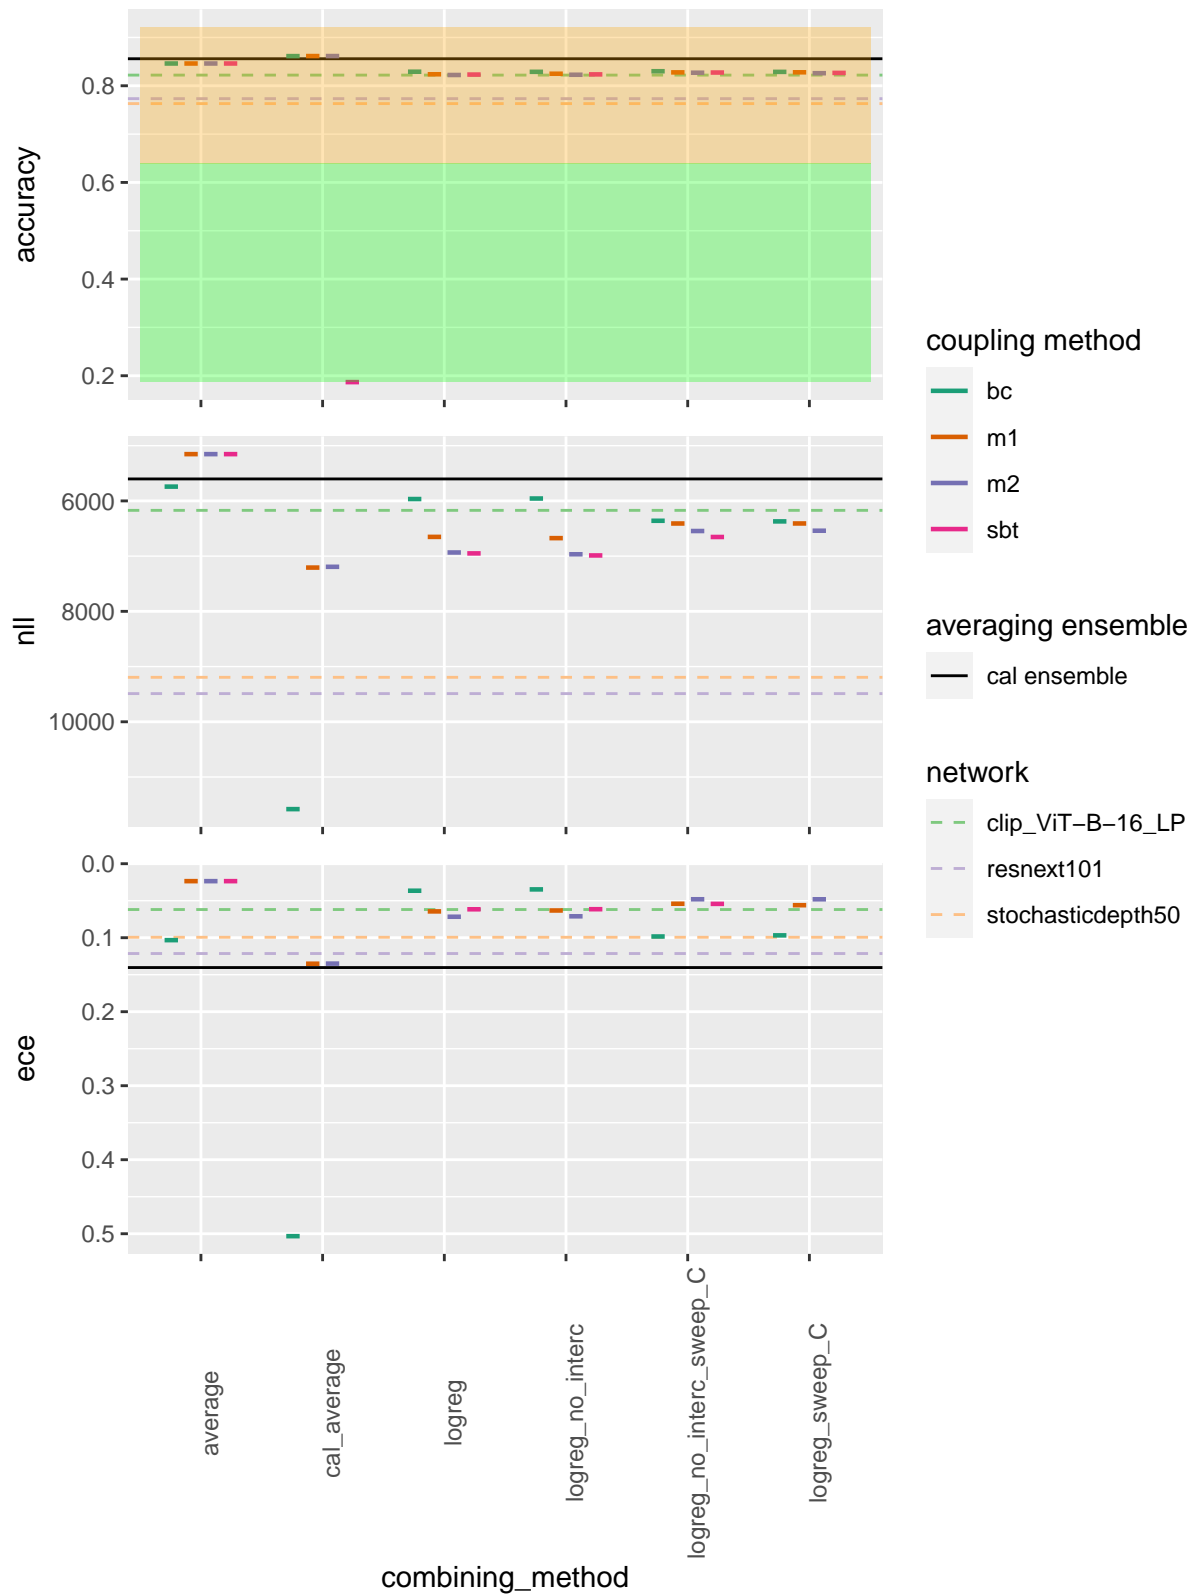 accuracy
0.8
0.6
0.4
0.2
nll
6000
8000
10000
ece
0.0
0.1
0.2
0.3
0.4
0.5
average
cal_average
logreg
logreg_no_interc
logreg_no_interc_sweep_C
logreg_sweep_C
combining_method
coupling method
bc
m1
m2
sbt
averaging ensemble
cal ensemble
network
clip_ViT−B−16_LP
resnext101
stochasticdepth50